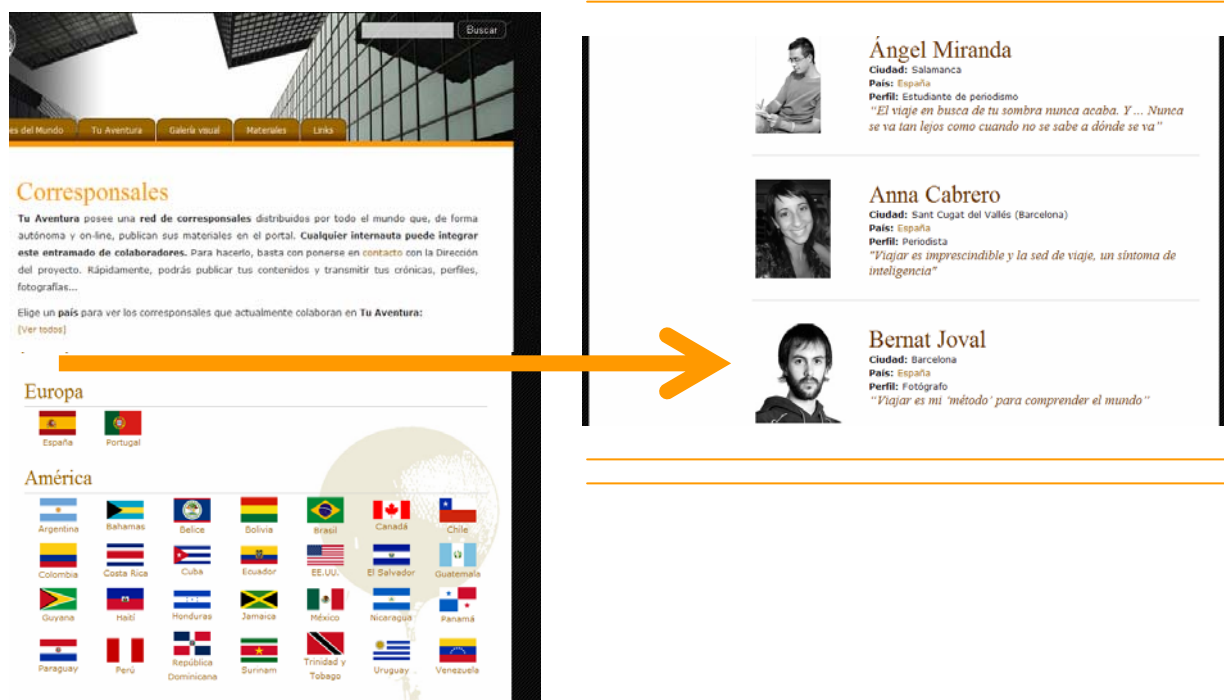 Buscar
es del Mundo
Tu Aventura
Galería visual
Materiales
Links
Corresponsales
Tu Aventura posee una red de corresponsales distribuidos por todo el mundo que, de forma
autónoma y on-line, publican sus materiales en el portal. Cualquier internauta puede integrar
este entramado de colaboradores. Para hacerlo, basta con ponerse en contacto con la Dirección
del proyecto. Rápidamente, podrás publicar tus contenidos y transmitir tus crónicas, perfiles,
fotografías...
Elige un país para ver los corresponsales que actualmente colaboran en Tu Aventura:
[Ver todos]
Europa
España
Portugal
América
Argentina
Bahamas
Belice
Bolivia
Brasil
Canadá
Chile
Colombia
Costa Rica
Cuba
Ecuador
EE.UU.
El Salvador
Guatemala
Guyana
Haití
Honduras
Jamaica
México
Nicaragua
Panamá
Paraguay
Perú
República
Dominicana
Surinam
Trinidad y
Tobago
Uruguay
Venezuela
Ángel Miranda
Ciudad: Salamanca
País: España
Perfil: Estudiante de periodismo
“El viaje en busca de tu sombra nunca acaba. Y ... Nunca
se va tan lejos como cuando no se sabe a dónde se va”
Anna Cabrero
Ciudad: Sant Cugat del Vallés (Barcelona)
País: España
Perfil: Periodista
"Viajar es imprescindible y la sed de viaje, un síntoma de
inteligencia"
Bernat Joval
Ciudad: Barcelona
País: España
Perfil: Fotógrafo
“Viajar es mi ‘método’ para comprender el mundo”